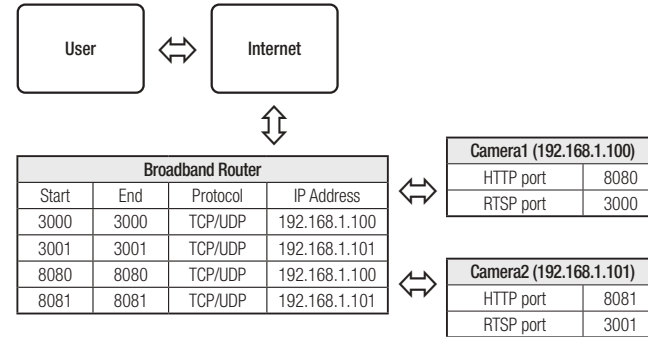 User
Internet
Broadband Router
Start End Protocol IP Address
3000 3000 TCP/UDP 192.168.1.100
3001 3001 TCP/UDP 192.168.1.101
8080 8080 TCP/UDP 192.168.1.100
8081 8081 TCP/UDP 192.168.1.101
Camera1 (192.168.1.100)
HTTP port 8080
RTSP port 3000
Camera2 (192.168.1.101)
HTTP port 8081
RTSP port 3001